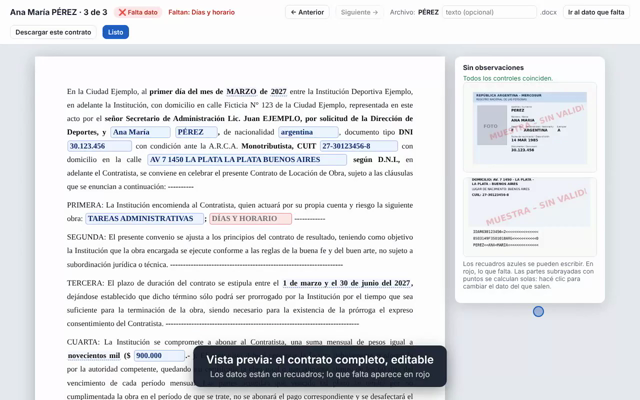 Ana María PÉREZ · 3 de 3
❌ Falta dato
Faltan: Días y horario
← Anterior
Siguiente →
Archivo: PÉREZ
texto (opcional)
.docx
Ir al dato que falta
Descargar este contrato
Listo
En la Ciudad Ejemplo, al primer día del mes de MARZO de 2027 entre la Institución Deportiva Ejemplo,
en adelante la Institución, con domicilio en calle Ficticia N° 123 de la Ciudad Ejemplo, representada en este
acto por el señor Secretario de Administración Lic. Juan EJEMPLO, por solicitud de la Dirección de
Deportes, y Ana María PÉREZ, de nacionalidad argentina, documento tipo DNI
30.123.456 con condición ante la A.R.C.A. Monotributista, CUIT 27-30123456-8 con
domicilio en la calle AV 7 1450 LA PLATA LA PLATA BUENOS AIRES según D.N.I., en
adelante el Contratista, se conviene en celebrar el presente Contrato de Locación de Obra, sujeto a las cláusulas
que se enuncian a continuación: ----------
PRIMERA: La Institución encomienda al Contratista, quien actuará por su propia cuenta y riesgo la siguiente
obra: TAREAS ADMINISTRATIVAS ; DÍAS Y HORARIO ------------
SEGUNDA: El presente convenio se ajusta a los principios del contrato de resultado, teniendo como objetivo
la Institución que la obra encargada se ejecute conforme a las reglas de la buena fe y del buen arte, no sujeto a
subordinación jurídica o técnica. ----------------------------------------------------------------
TERCERA: El plazo de duración del contrato se estipula entre el 1 de marzo y el 30 de junio del 2027,
dejándose establecido que dicho término sólo podrá ser prorrogado por la Institución por el tiempo que sea
suficiente para la terminación de la obra, siendo necesario para la existencia de la prórroga el expreso
consentimiento del Contratista. ----------------------------------------------------------------
CUARTA: La Institución se compromete a abonar al Contratista, una suma mensual de pesos igual a
novecientos mil ($ 900.000 .-
por la autoridad competente, quedando
vencimiento de cada período mensual
cumplimentada la obra en el período de que se trate, no se abonará el pago correspondiente y se desafectará el
Vista previa: el contrato completo, editable
Los datos están en recuadros; lo que falta aparece en rojo
Sin observaciones
Todos los controles coinciden.
REPÚBLICA ARGENTINA - MERCOSUR
FOTO
PEREZ
ANA MARIA
ARGENTINA
14 MAR 1985
30.123.456
MUESTRA – SIN VALID
DOMICILIO: AV. 7 1450 -
LA PLATA - BUENOS AIRES
CUIL: 27-30123456-8
MUESTRA – SIN VALID
Los recuadros azules se pueden escribir. En
rojo, lo que falta. Las partes subrayadas con
puntos se calculan solas: hacé clic para
cambiar el dato del que salen.